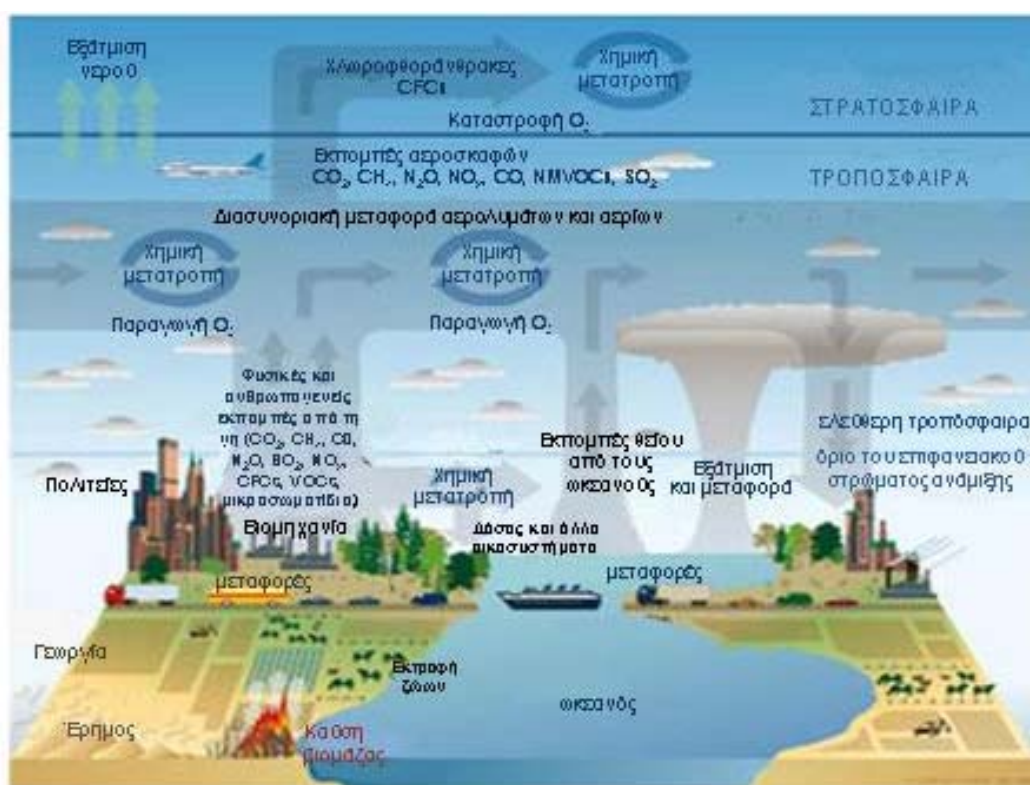 Εξάτμιση
νερού
Χλωροφθοράνθρακες
CFCs
Χημική
μετατροπή
Καταστροφή O₃
ΣΤΡΑΤΟΣΦΑΙΡΑ
Εκπομπές αεροσκαφών
CO₂, CH₄, N₂O, NOₓ, CO, NMVOCs, SO₂
ΤΡΟΠΟΣΦΑΙΡΑ
Διασυνοριακή μεταφορά αερολυμάτων και αερίων
Χημική
μετατροπή
Παραγωγή O₃
Χημική
μετατροπή
Παραγωγή O₃
Φυσικές και
ανθρωπογενείς
εκπομπές από τη
γη (CO₂, CH₄, CO,
N₂O, SO₂, NOₓ,
CFCs, VOCs,
μικροσωματίδια)
Πολιτείες
Βιομηχανία
Χημική
μετατροπή
Εκπομπές θείου
από τους
ωκεανούς
Εξάτμιση
και μεταφορά
ελεύθερη τροπόσφαιρα
όριο του επιφανειακού
στρώματος ανάμιξης
Δάσος και άλλα
οικοσυστήματα
μεταφορές
μεταφορές
Γεωργία
Εκτροφή
ζώων
Έρημος
Καύση
βιομάζας
ωκεανός